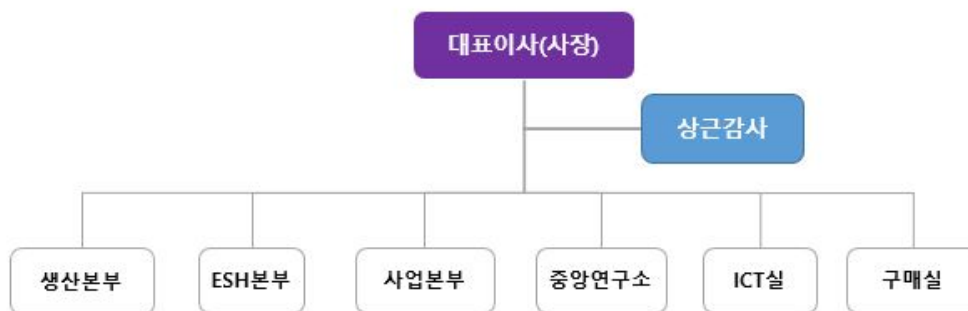 대표이사(사장)
상근감사
생산본부
ESH본부
사업본부
중앙연구소
ICT실
구매실